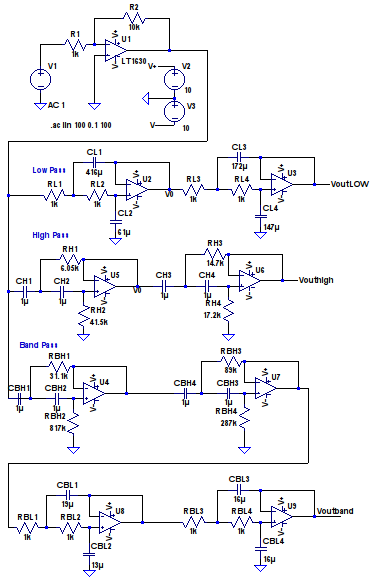 R2
10k
R1
1k
U1
V+
V-
LT1630
V1
AC 1
V+
V2
10
V3
V-
10
.ac lin 100 0.1 100
Low Pass
CL1
416µ
RL1
1k
RL2
1k
U2
V+
V-
V0
CL2
61µ
CL3
172µ
RL3
1k
RL4
1k
U3
V+
V-
VoutLOW
CL4
147µ
High Pass
RH1
6.05k
CH1
1µ
CH2
1µ
U5
V+
V-
V0
RH2
41.5k
RH3
14.7k
CH3
1µ
CH4
1µ
U6
V+
V-
Vouthigh
RH4
17.2k
Band Pass
RBH1
31.1k
CBH1
1µ
CBH2
1µ
U4
V+
V-
RBH2
817k
RBH3
89k
CBH4
1µ
CBH3
1µ
U7
V+
V-
RBH4
287k
CBL1
19µ
RBL1
1k
RBL2
1k
U8
V+
V-
CBL2
13µ
CBL3
16µ
RBL3
1k
RBL4
1k
U9
V+
V-
Voutband
CBL4
16µ